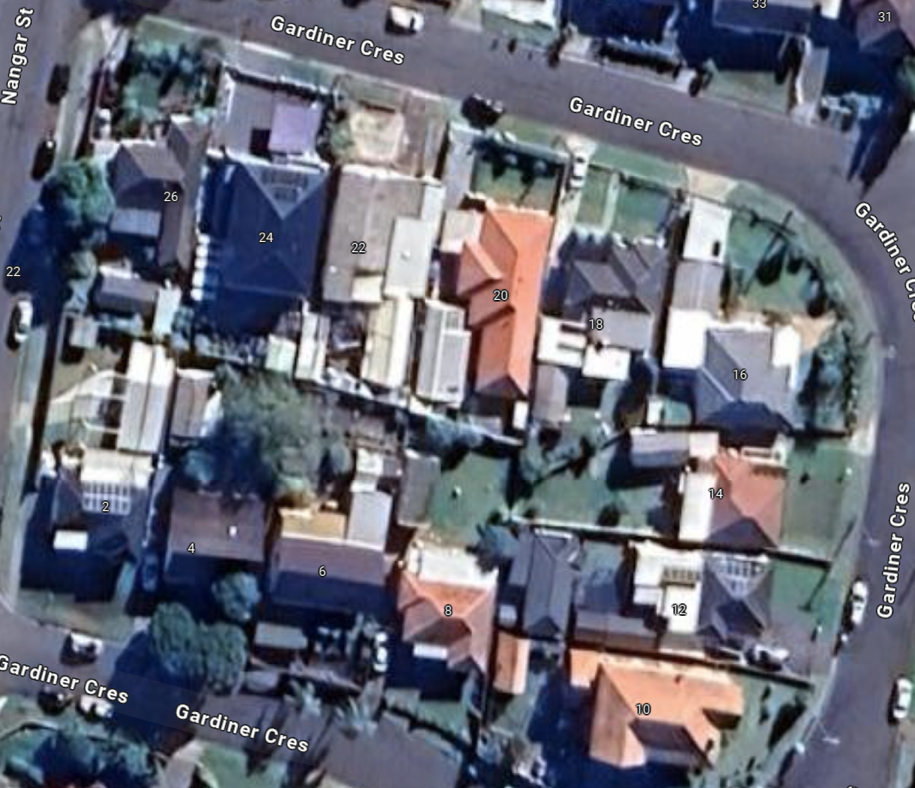 33
31
Gardiner Cres
Nangar St
Gardiner Cres
26
24
22
Gardiner Cres
22
20
18
16
14
2
4
6
8
12
Gardiner Cres
10
Gardiner Cres
Gardiner Cres